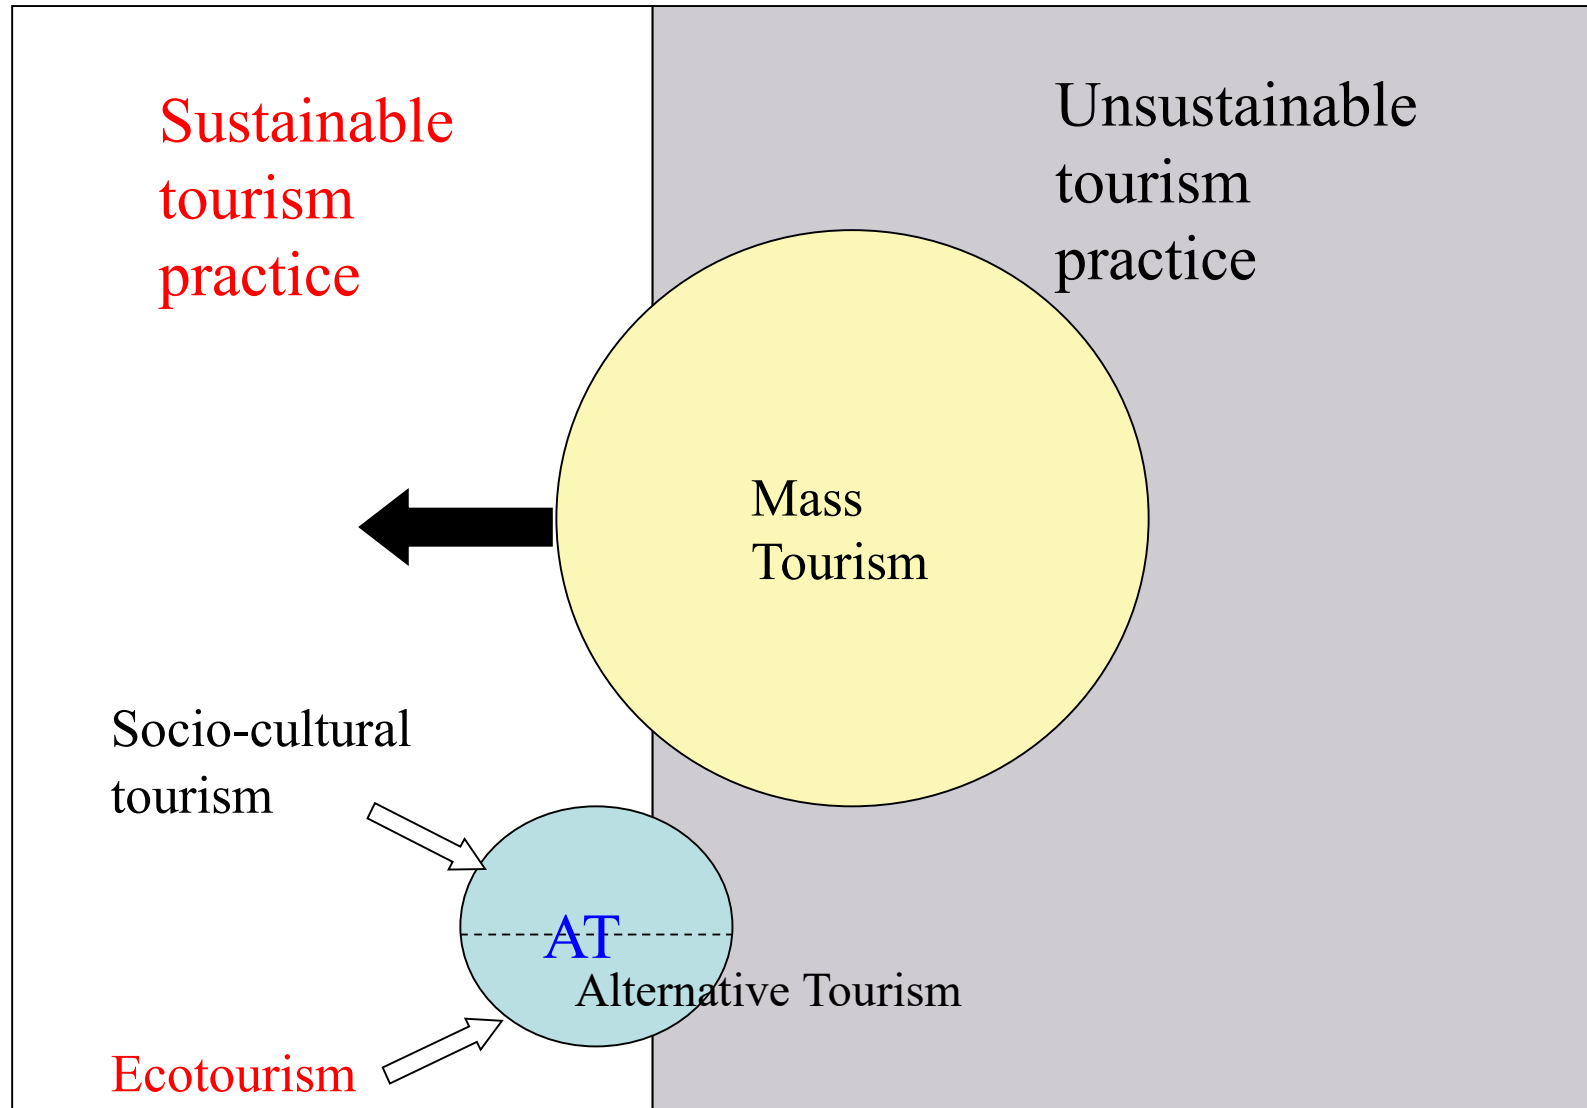 Sustainable
tourism
practice
Unsustainable
tourism
practice
Mass
Tourism
Socio-cultural
tourism
AT
Alternative Tourism
Ecotourism